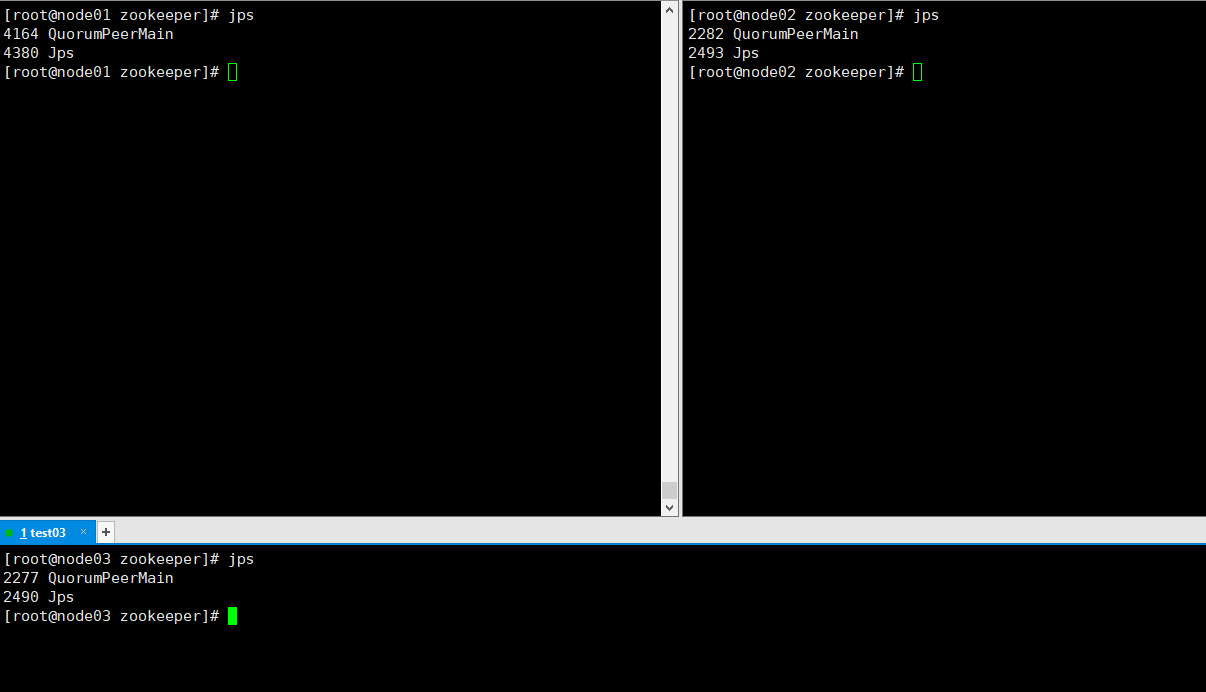 [root@node01 zookeeper]# jps
4164 QuorumPeerMain
4380 Jps
[root@node01 zookeeper]#
[root@node02 zookeeper]# jps
2282 QuorumPeerMain
2493 Jps
[root@node02 zookeeper]#
1 test03 × +
[root@node03 zookeeper]# jps
2277 QuorumPeerMain
2490 Jps
[root@node03 zookeeper]#